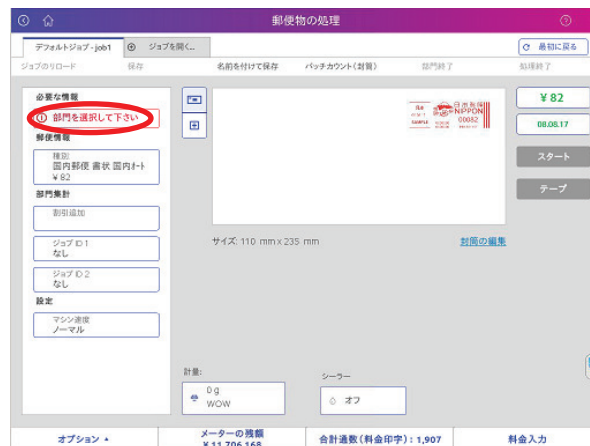 郵便物の処理
デフォルトジョブ - job1
ジョブを開く...
最初に戻る
ジョブのリロード
保存
名前を付けて保存
バッチカウント(封筒)
部門終了
処理終了
必要な情報
部門を選択して下さい
郵便情報
種別:
国内郵便 書状 国内ﾚｰﾄ
¥ 82
部門集計
割引追加
ジョブ ID 1
なし
ジョブ ID 2
なし
設定
マシン速度
ノーマル
日本郵便
NIPPON
00082
SAMPLE
¥ 82
08.08.17
スタート
テープ
サイズ: 110 mm x 235 mm
封筒の編集
計量:
0 g
WOW
シーラー
オフ
オプション
メーターの残額
¥ 11,706,168
合計通数(料金印字) : 1,907
料金入力